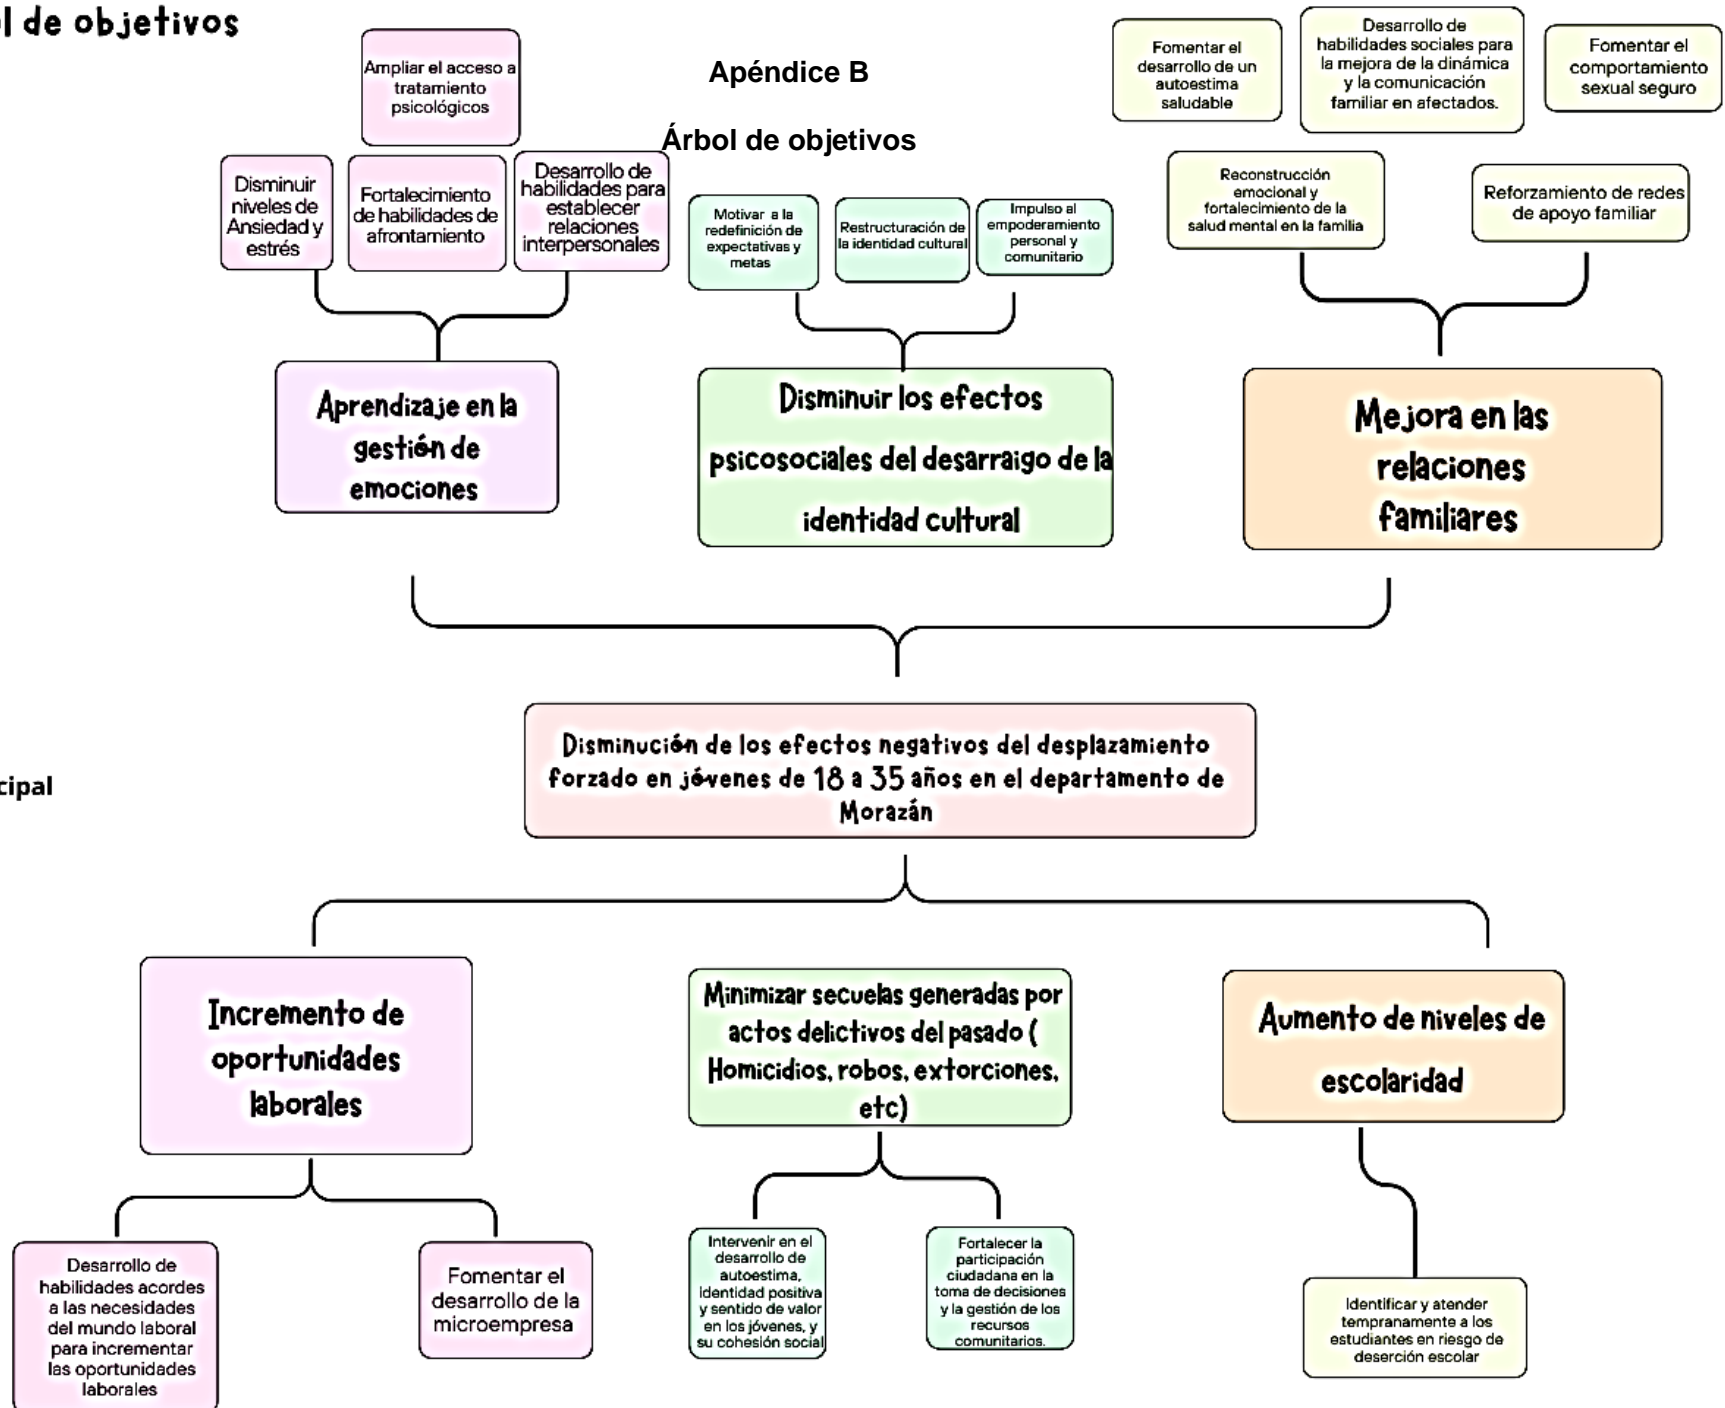 l de objetivos
Apéndice B
Árbol de objetivos
Ampliar el acceso a
tratamiento
psicológicos
Disminuir
niveles de
Ansiedad y
estrés
Fortalecimiento
de habilidades de
afrontamiento
Desarrollo de
habilidades para
establecer
relaciones
interpersonales
Motivar a la
redefinición de
expectativas y
metas
Restructuración de
la identidad cultural
Impulso al
empoderamiento
personal y
comunitario
Fomentar el
desarrollo de un
autoestima
saludable
Desarrollo de
habilidades sociales para
la mejora de la dinámica
y la comunicación
familiar en afectados.
Fomentar el
comportamiento
sexual seguro
Reconstrucción
emocional y
fortalecimiento de la
salud mental en la familia
Reforzamiento de redes
de apoyo familiar
Aprendizaje en la
gestión de
emociones
Disminuir los efectos
psicosociales del desarraigo de la
identidad cultural
Mejora en las
relaciones
familiares
Disminución de los efectos negativos del desplazamiento
forzado en jóvenes de 18 a 35 años en el departamento de
Morazán
cipal
Incremento de
oportunidades
laborales
Minimizar secuelas generadas por
actos delictivos del pasado (
Homicidios, robos, extorciones,
etc)
Aumento de niveles de
escolaridad
Desarrollo de
habilidades acordes
a las necesidades
del mundo laboral
para incrementar
las oportunidades
laborales
Fomentar el
desarrollo de la
microempresa
Intervenir en el
desarrollo de
autoestima,
identidad positiva
y sentido de valor
en los jóvenes, y
su cohesión social
Fortalecer la
participación
ciudadana en la
toma de decisiones
y la gestión de los
recursos
comunitarios.
Identificar y atender
tempranamente a los
estudiantes en riesgo de
deserción escolar